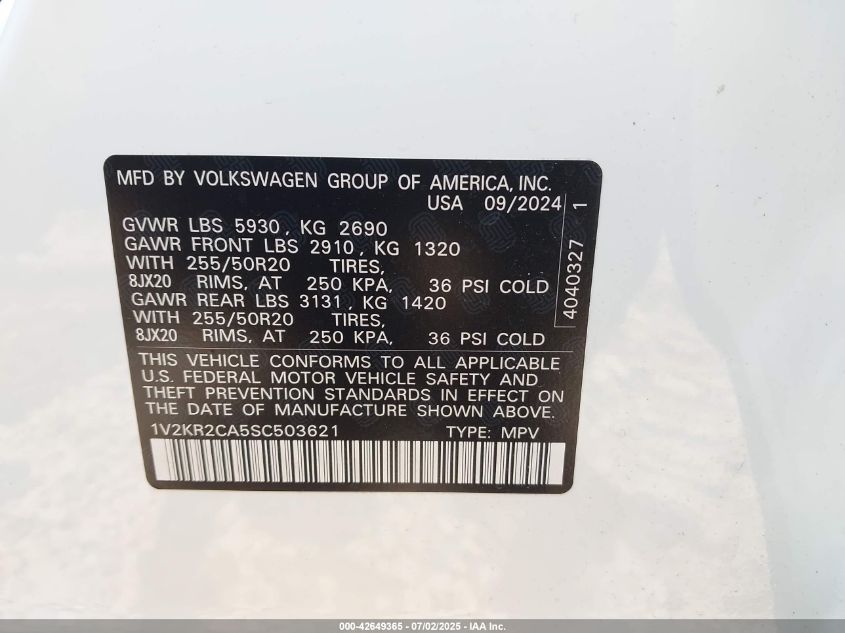 MFD BY VOLKSWAGEN GROUP OF AMERICA, INC.
USA 09/2024
GVWR LBS 5930, KG 2690
GAWR FRONT LBS 2910, KG 1320
WITH 255/50R20 TIRES,
8JX20 RIMS, AT 250 KPA, 36 PSI COLD
GAWR REAR LBS 3131, KG 1420
WITH 255/50R20 TIRES,
8JX20 RIMS, AT 250 KPA, 36 PSI COLD
4040327 1
THIS VEHICLE CONFORMS TO ALL APPLICABLE
U.S. FEDERAL MOTOR VEHICLE SAFETY AND
THEFT PREVENTION STANDARDS IN EFFECT ON
THE DATE OF MANUFACTURE SHOWN ABOVE.
1V2KR2CA5SC503621 TYPE: MPV
000-42649365 - 07/02/2025 - IAA Inc.